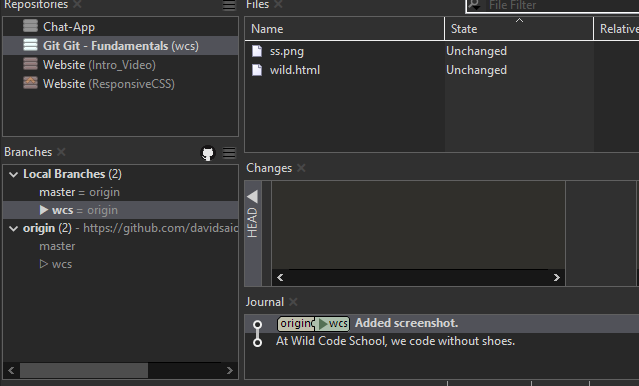 Repositories
Chat-App
Git Git - Fundamentals (wcs)
Website (Intro_Video)
Website (ResponsiveCSS)
Branches
Local Branches (2)
master = origin
wcs = origin
origin (2) - https://github.com/davidsaic
master
wcs
Files
File Filter
Name State Relative
ss.png Unchanged
wild.html Unchanged
Changes
HEAD
Journal
origin wcs Added screenshot.
At Wild Code School, we code without shoes.